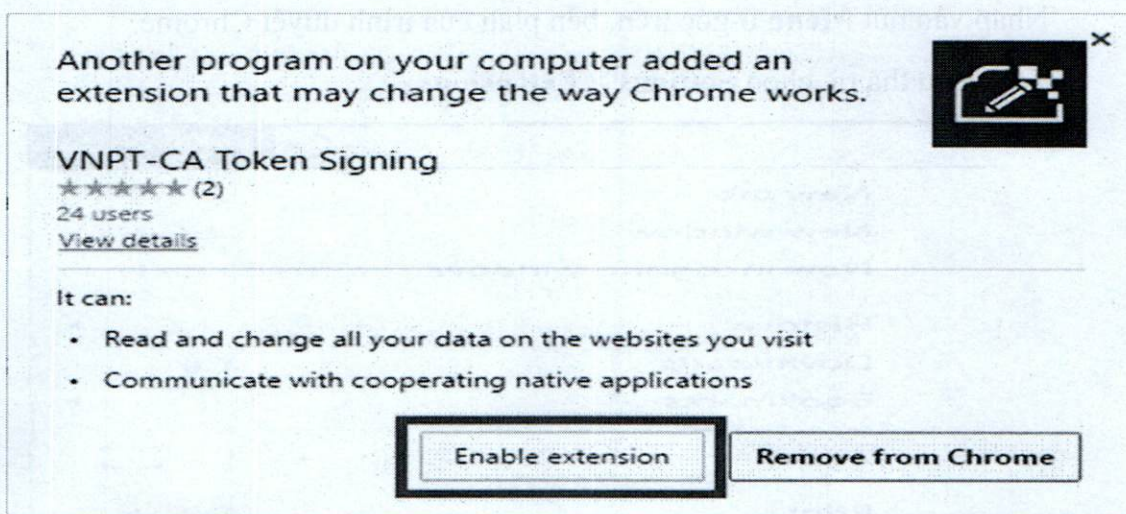 Another program on your computer added an
extension that may change the way Chrome works.
VNPT-CA Token Signing
(2)
24 users
View details
It can:
• Read and change all your data on the websites you visit
• Communicate with cooperating native applications
Enable extension
Remove from Chrome